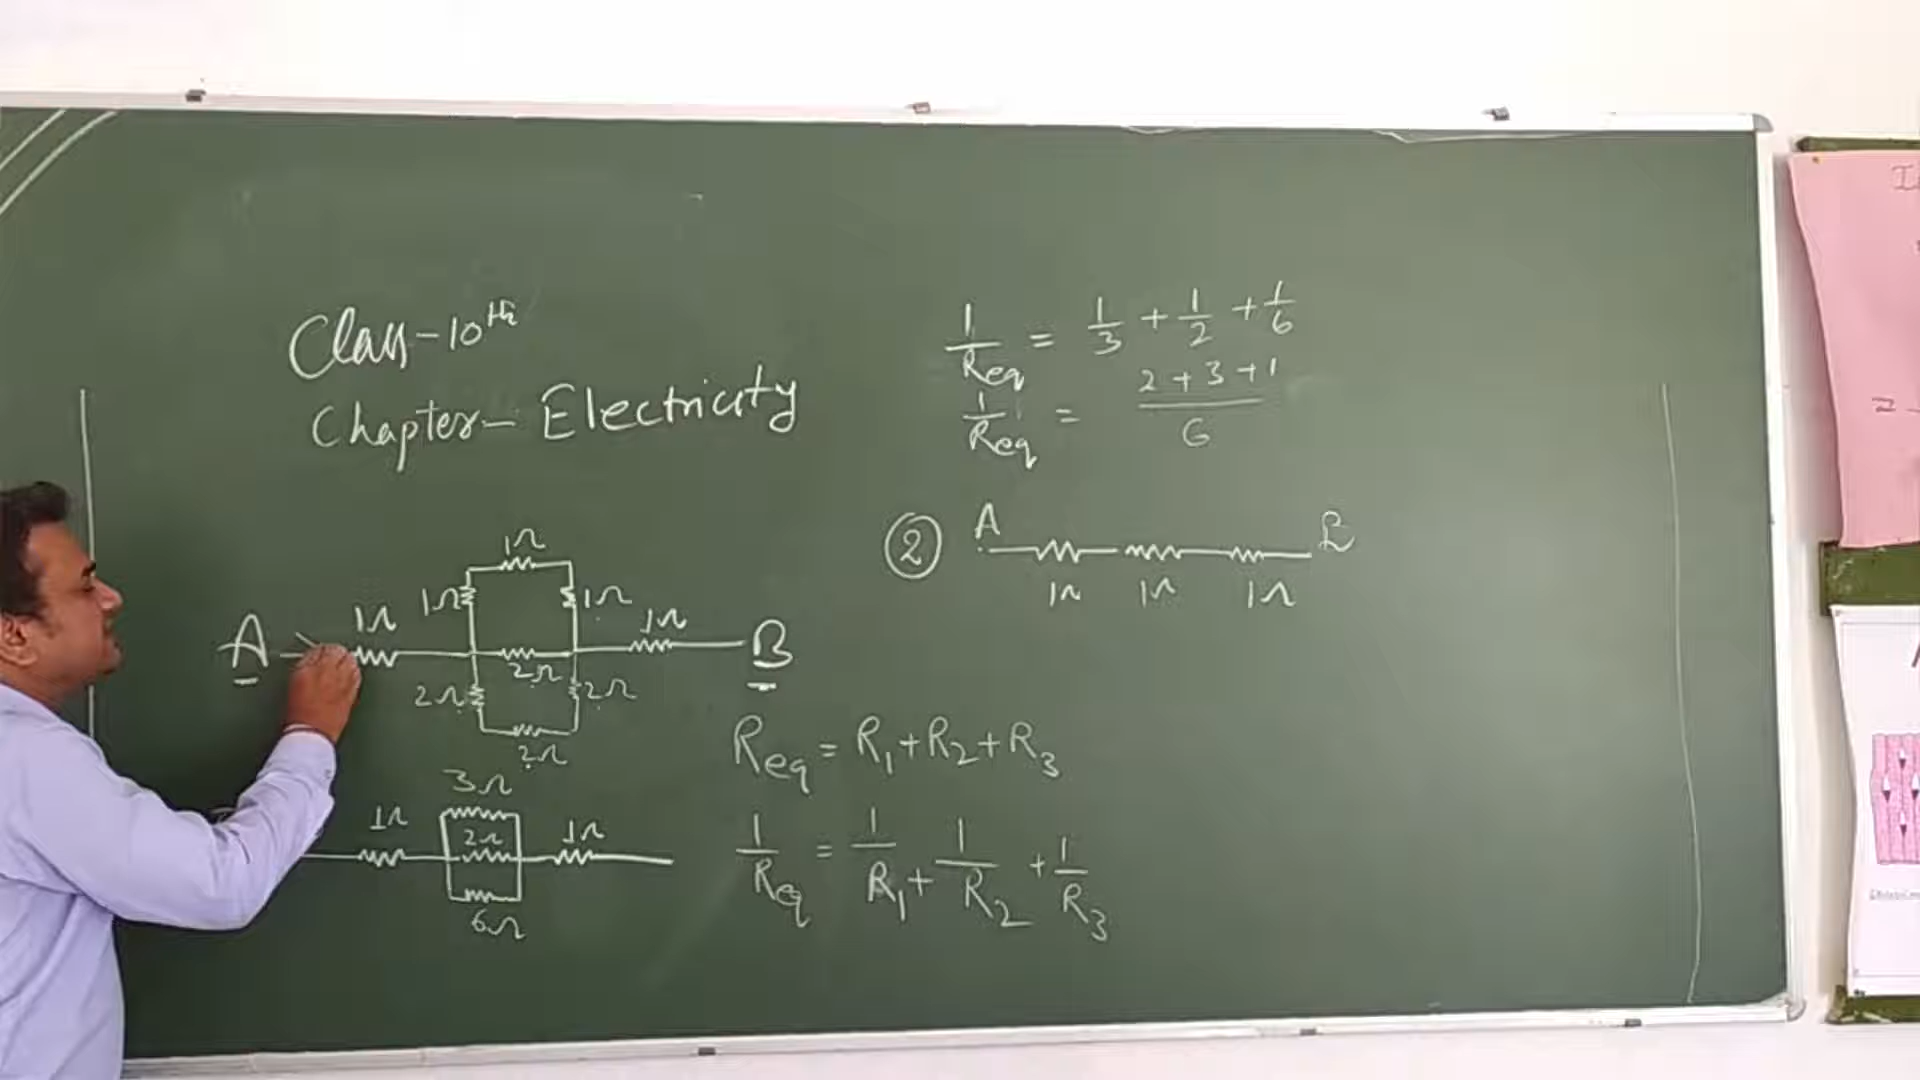 Class-10th
Chapter- Electricity
1/Req = 1/3 + 1/2 + 1/6
1/Req = 2+3+1/6
② A B
1Ω 1Ω 1Ω
1Ω
1Ω 1Ω
A 1Ω 1Ω B
2Ω
2Ω 2Ω
2Ω
3Ω
1Ω 2Ω 1Ω
6Ω
Req = R1+R2+R3
1/Req = 1/R1 + 1/R2 + 1/R3